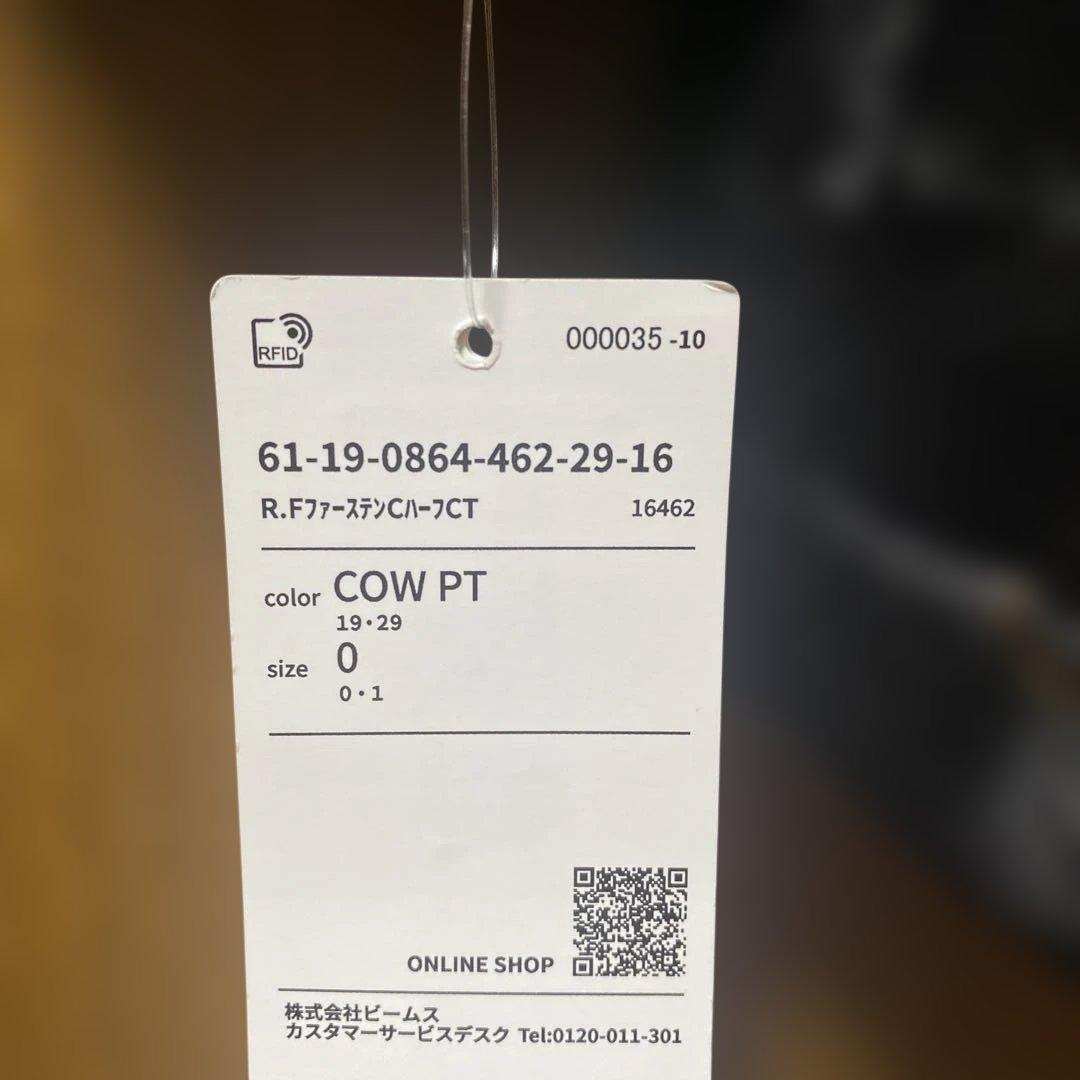 RFID
000035 -10
61-19-0864-462-29-16
R.FﾌｧｰｽﾃﾝCﾊｰﾌCT 16462
color COW PT
19・29
size 0
0・1
ONLINE SHOP
株式会社ビームス
カスタマーサービスデスク Tel:0120-011-301